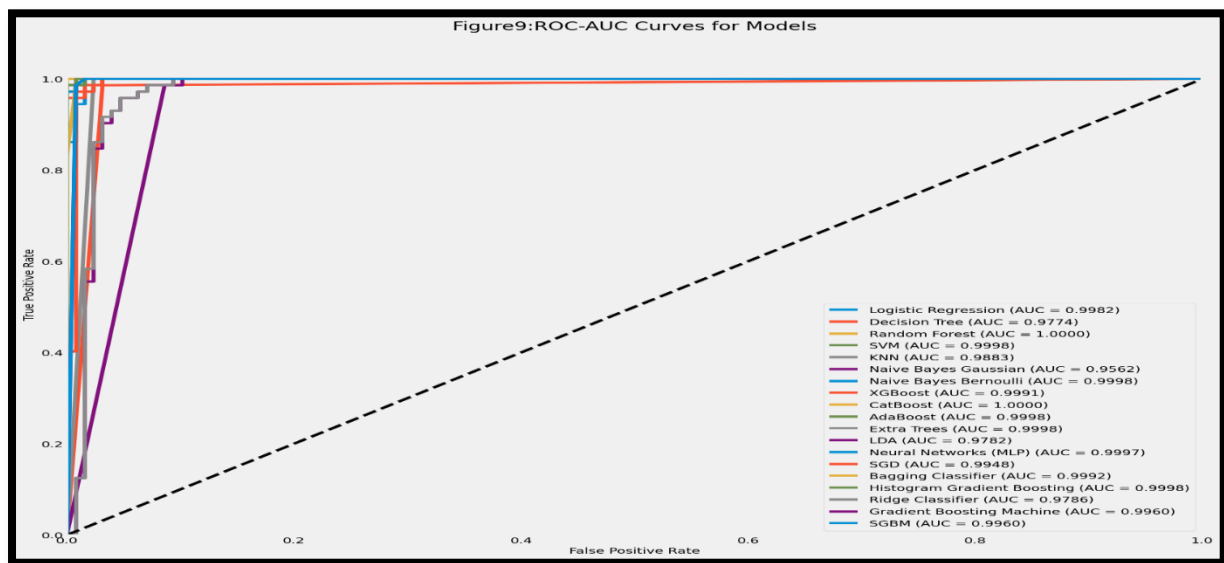 Figure9:ROC-AUC Curves for Models
1.0
0.8
0.6
0.4
0.2
0.0
True Positive Rate
Logistic Regression (AUC = 0.9982)
Decision Tree (AUC = 0.9774)
Random Forest (AUC = 1.0000)
SVM (AUC = 0.9998)
KNN (AUC = 0.9883)
Naive Bayes Gaussian (AUC = 0.9562)
Naive Bayes Bernoulli (AUC = 0.9998)
XGBoost (AUC = 0.9991)
CatBoost (AUC = 1.0000)
AdaBoost (AUC = 0.9998)
Extra Trees (AUC = 0.9998)
LDA (AUC = 0.9782)
Neural Networks (MLP) (AUC = 0.9997)
SGD (AUC = 0.9948)
Bagging Classifier (AUC = 0.9992)
Histogram Gradient Boosting (AUC = 0.9998)
Ridge Classifier (AUC = 0.9786)
Gradient Boosting Machine (AUC = 0.9960)
SGBM (AUC = 0.9960)
0.0 0.2 0.4 0.6 0.8 1.0
False Positive Rate